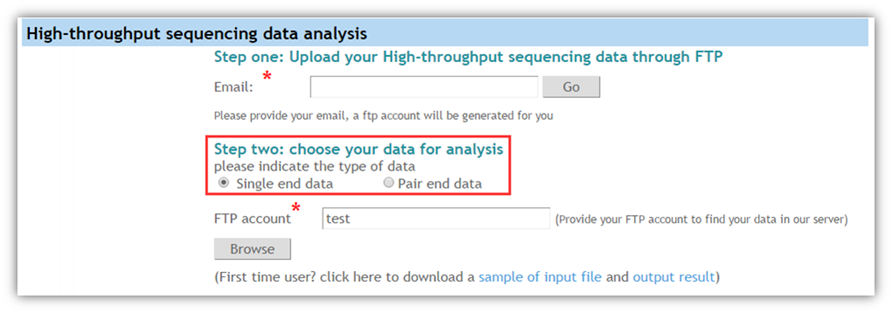 High-throughput sequencing data analysis
Step one: Upload your High-throughput sequencing data through FTP
Email: * Go
Please provide your email, a ftp account will be generated for you
Step two: choose your data for analysis
please indicate the type of data
Single end data Pair end data
FTP account* test (Provide your FTP account to find your data in our server)
Browse
(First time user? click here to download a sample of input file and output result)